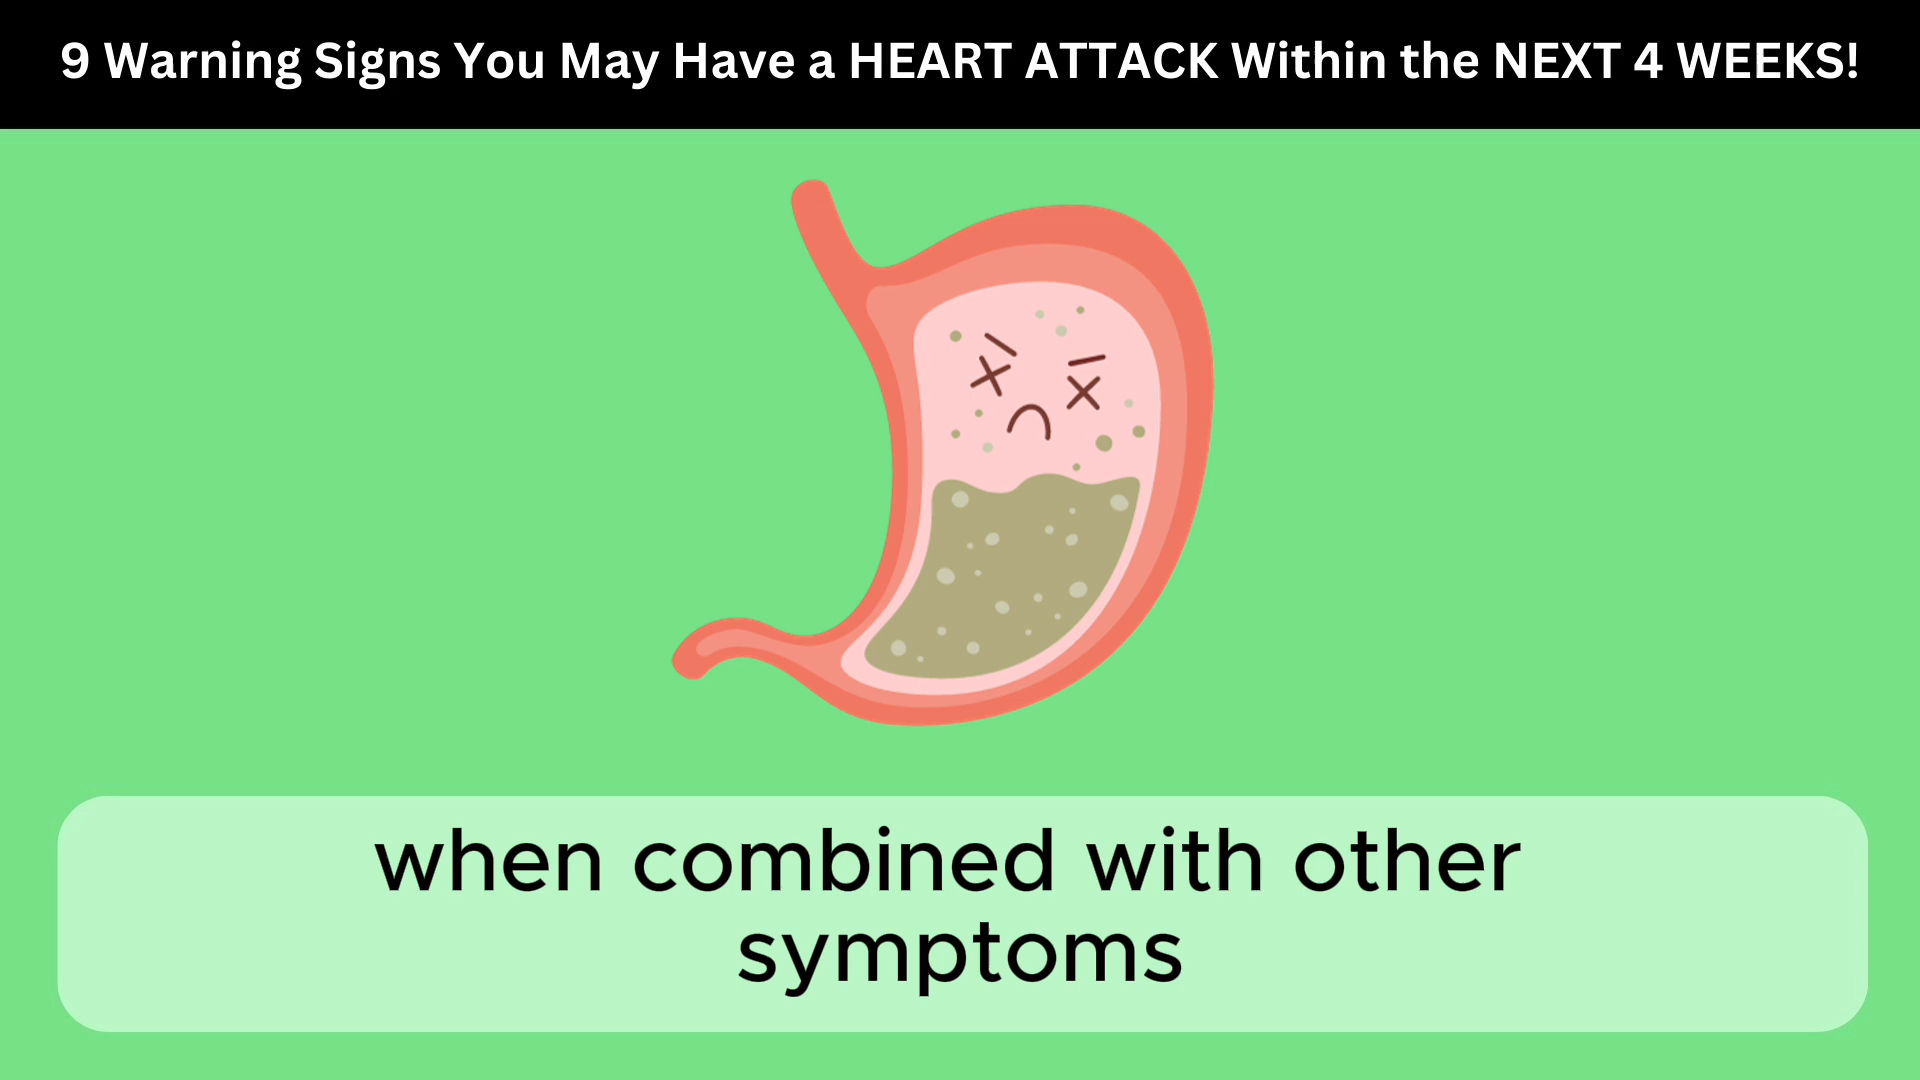 9 Warning Signs You May Have a HEART ATTACK Within the NEXT 4 WEEKS!
when combined with other
symptoms